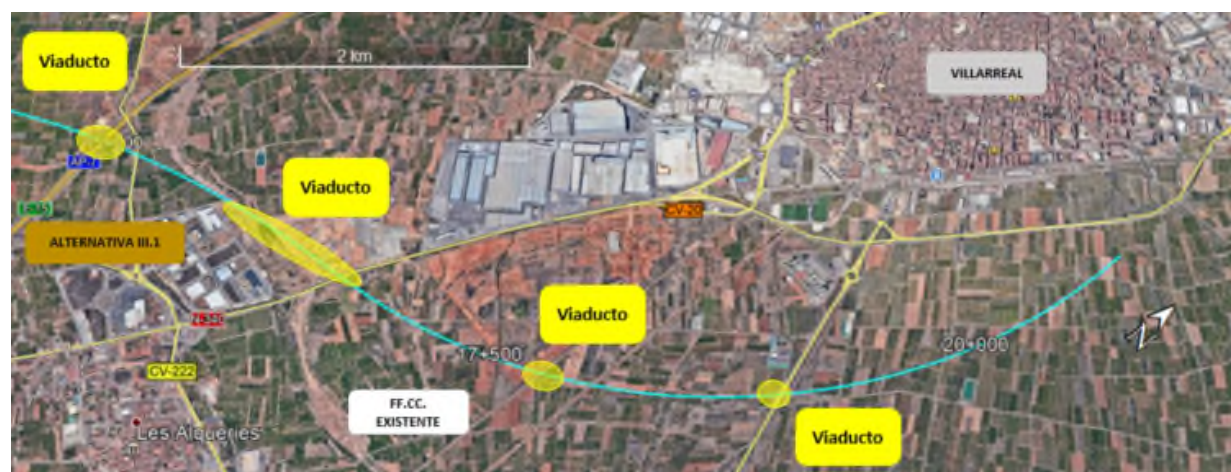 Viaducto
2 km
VILLARREAL
AP-7
Viaducto
CV-20
ALTERNATIVA III.1
Viaducto
N-340
17+500
20+000
CV-222
FF.CC.
EXISTENTE
Les Alqueries
Viaducto